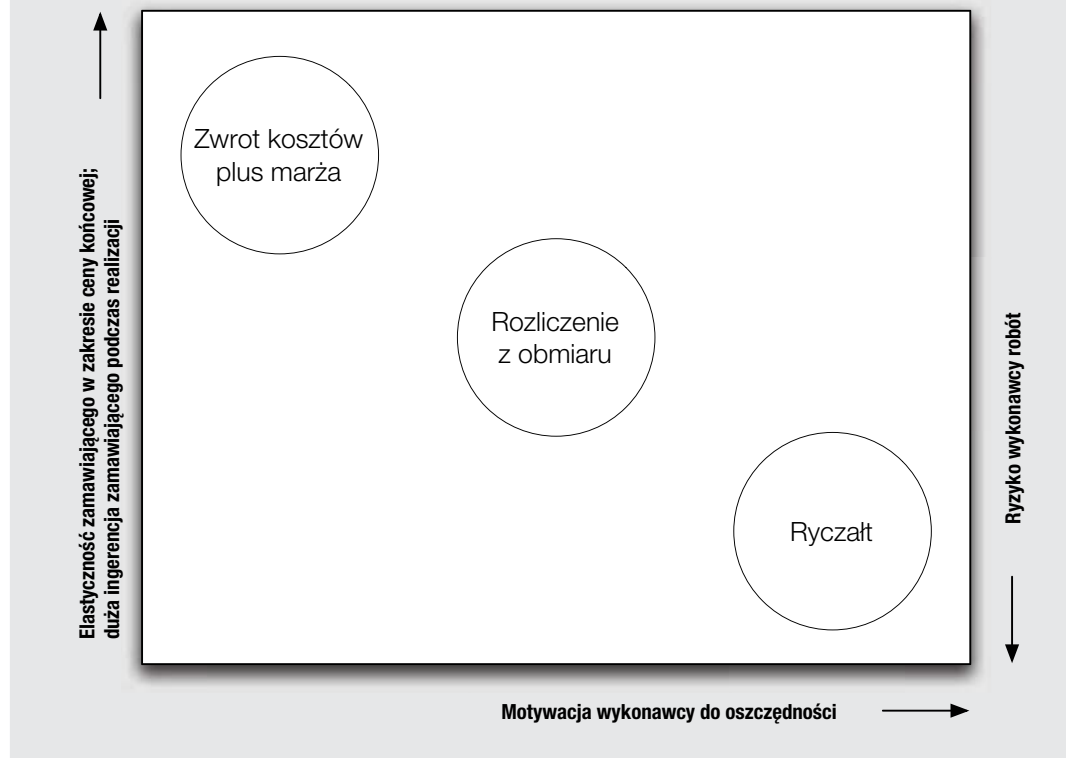 Elastyczność zamawiającego w zakresie ceny końcowej;
duża ingerencja zamawiającego podczas realizacji
Zwrot kosztów
plus marża
Rozliczenie
z obmiaru
Ryczałt
Ryzyko wykonawcy robót
Motywacja wykonawcy do oszczędności